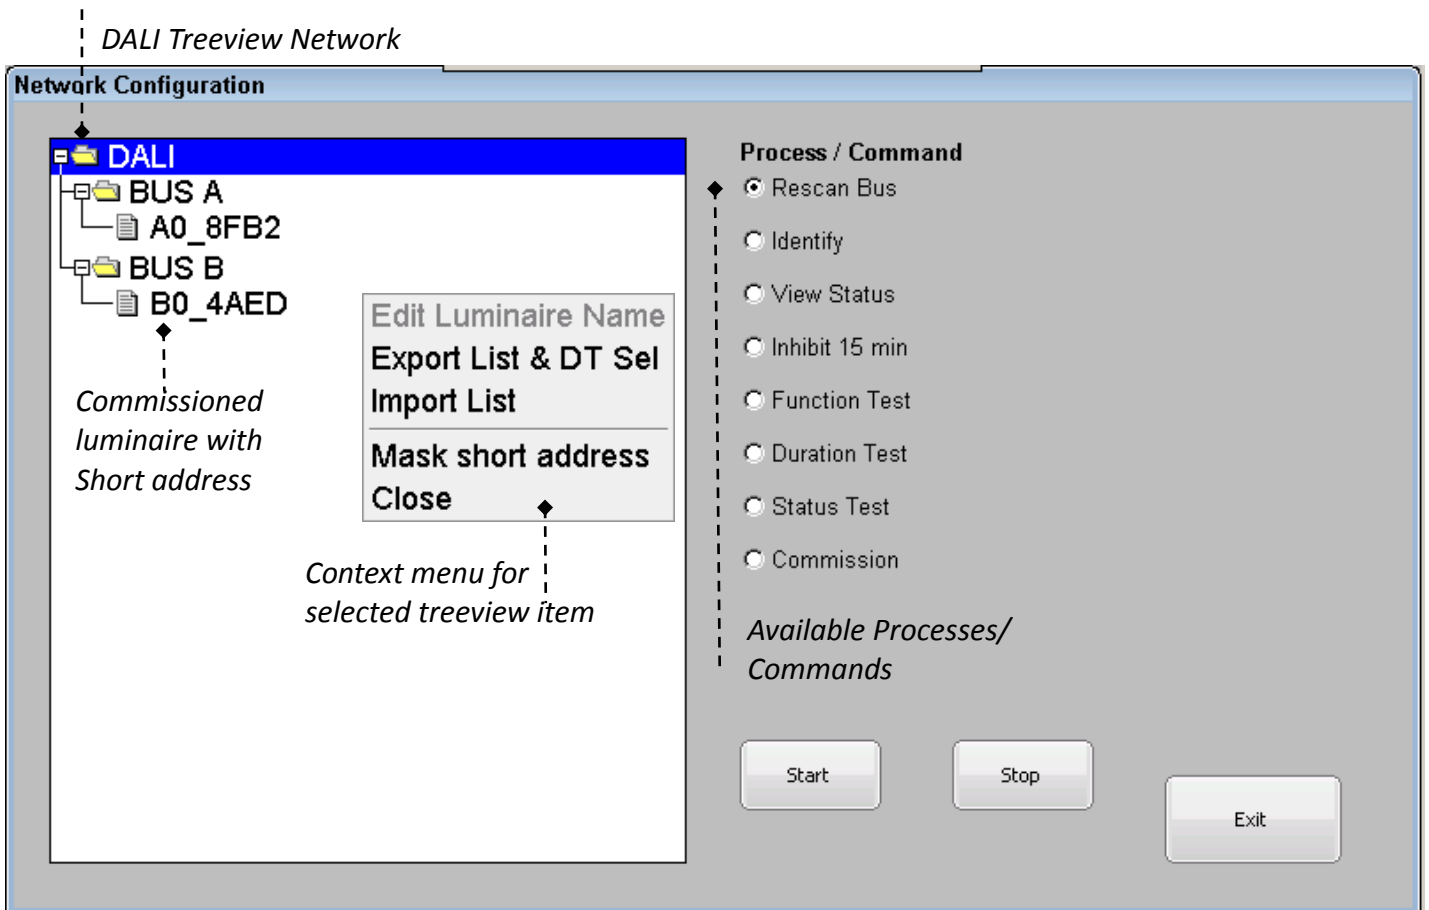 DALI Treeview Network
Network Configuration
DALI
BUS A
A0_8FB2
BUS B
B0_4AED
Commissioned
luminaire with
Short address
Edit Luminaire Name
Export List & DT Sel
Import List
Mask short address
Close
Context menu for
selected treeview item
Process / Command
Rescan Bus
Identify
View Status
Inhibit 15 min
Function Test
Duration Test
Status Test
Commission
Available Processes/
Commands
Start
Stop
Exit